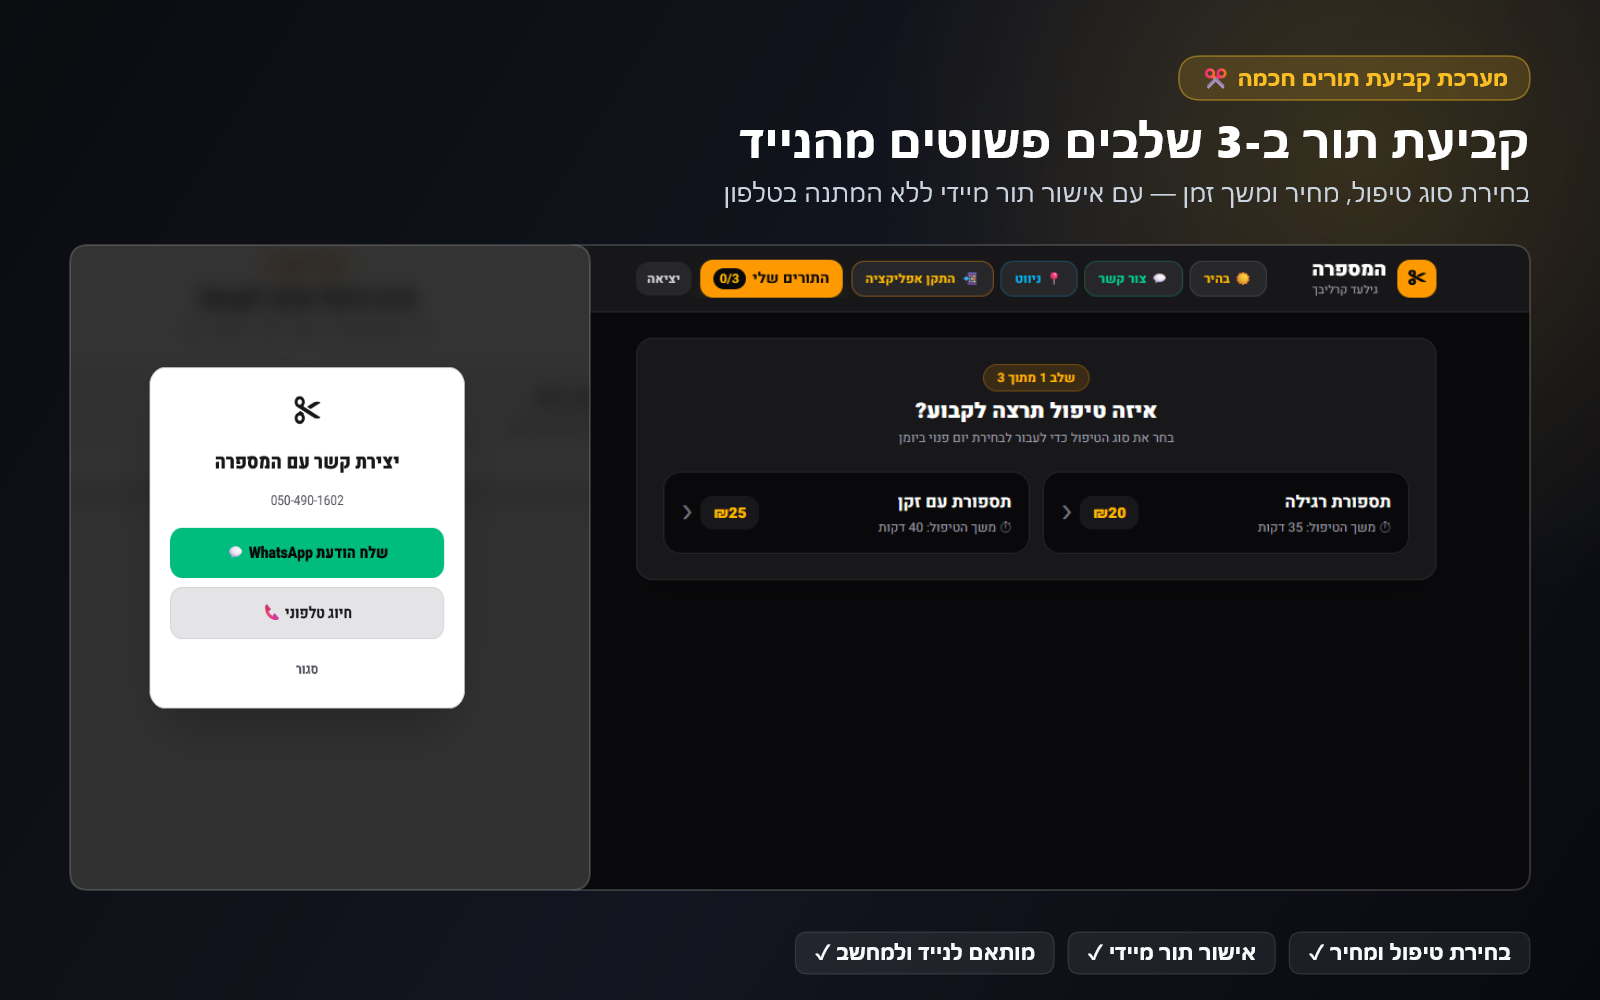 מערכת קביעת תורים חכמה
קביעת תור ב-3 שלבים פשוטים מהנייד
בחירת סוג טיפול, מחיר ומשך זמן — עם אישור תור מיידי ללא המתנה בטלפון
המספרה
גילעד קרליבך
בהיר
צור קשר
ניווט
התקן אפליקציה
התורים שלי 0/3
יציאה
שלב 1 מתוך 3
איזה טיפול תרצה לקבוע?
בחר את סוג הטיפול כדי לעבור לבחירת יום פנוי ביומן
תספורת רגילה
משך הטיפול: 35 דקות
₪20
תספורת עם זקן
משך הטיפול: 40 דקות
₪25
יצירת קשר עם המספרה
050-490-1602
שלח הודעת WhatsApp
חיוג טלפוני
סגור
בחירת טיפול ומחיר ✓
אישור תור מיידי ✓
מותאם לנייד ולמחשב ✓